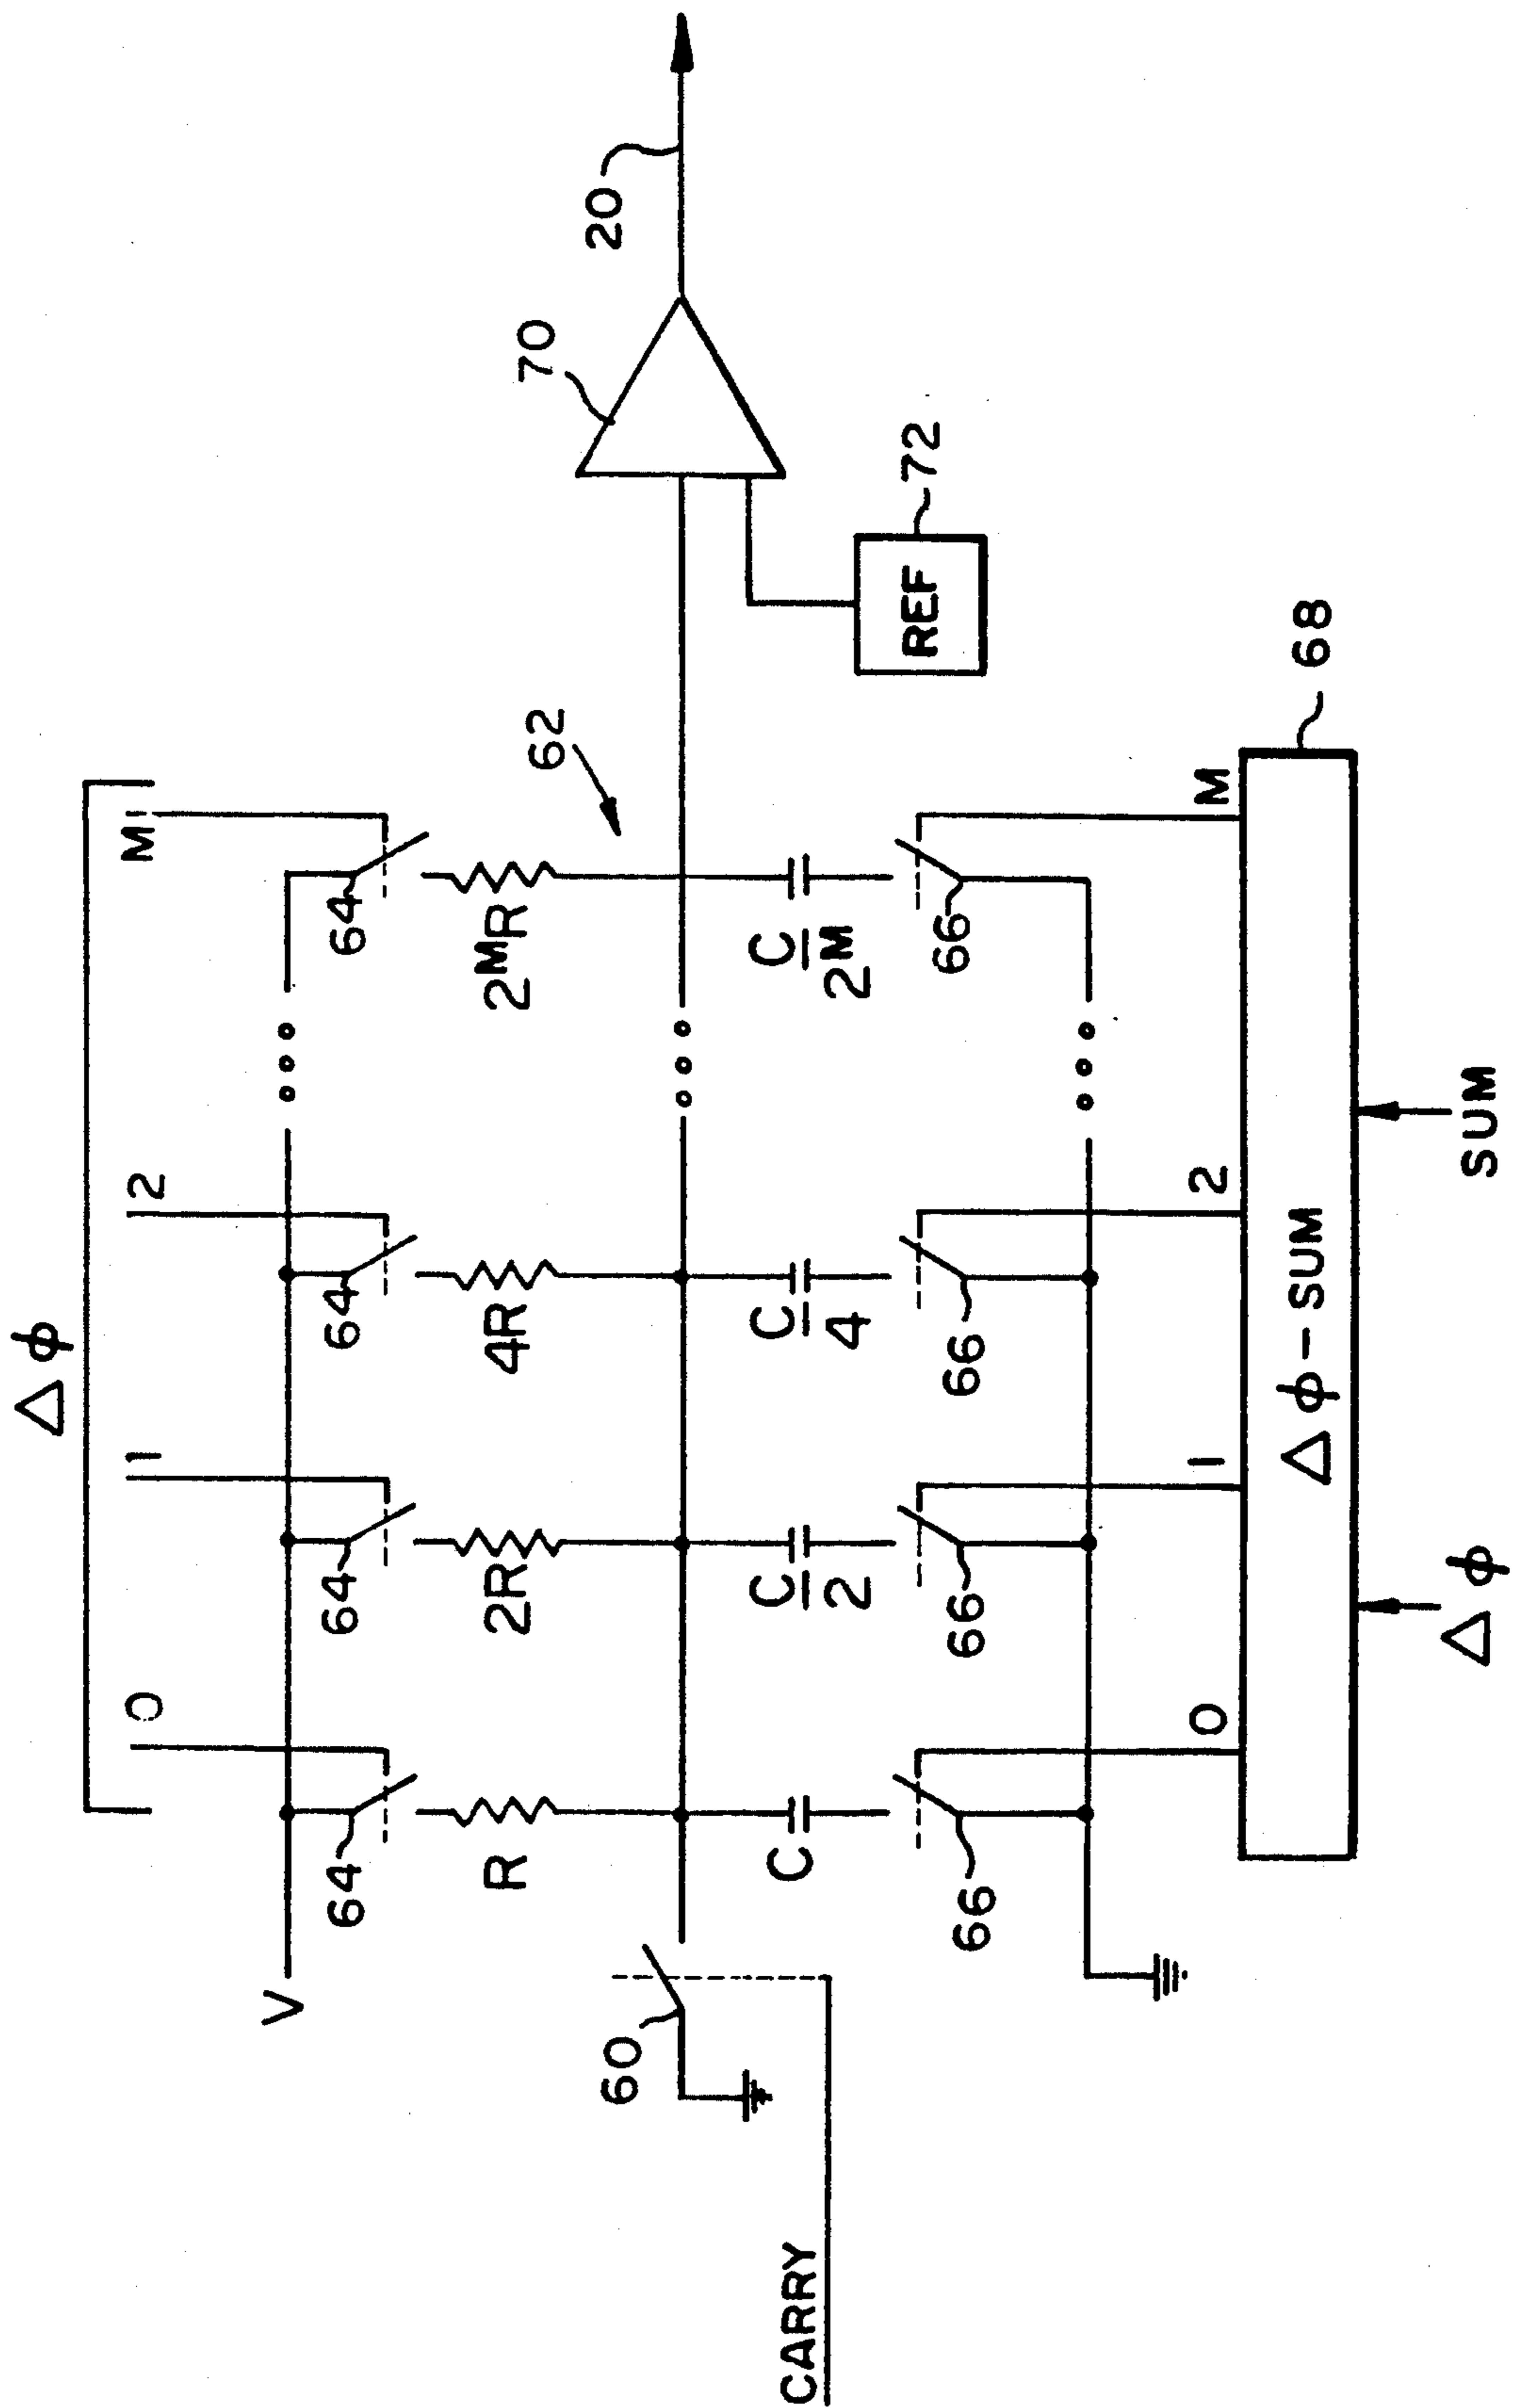 Δϕ
0 1 2 M
V
64 64 64 64
R 2R 4R 2ᴹR
62
70
20
60
CARRY
C C/2 C/4 C/2ᴹ
REF
72
66 66 66 66
0 1 2 M
Δϕ-SUM
68
Δϕ
SUM